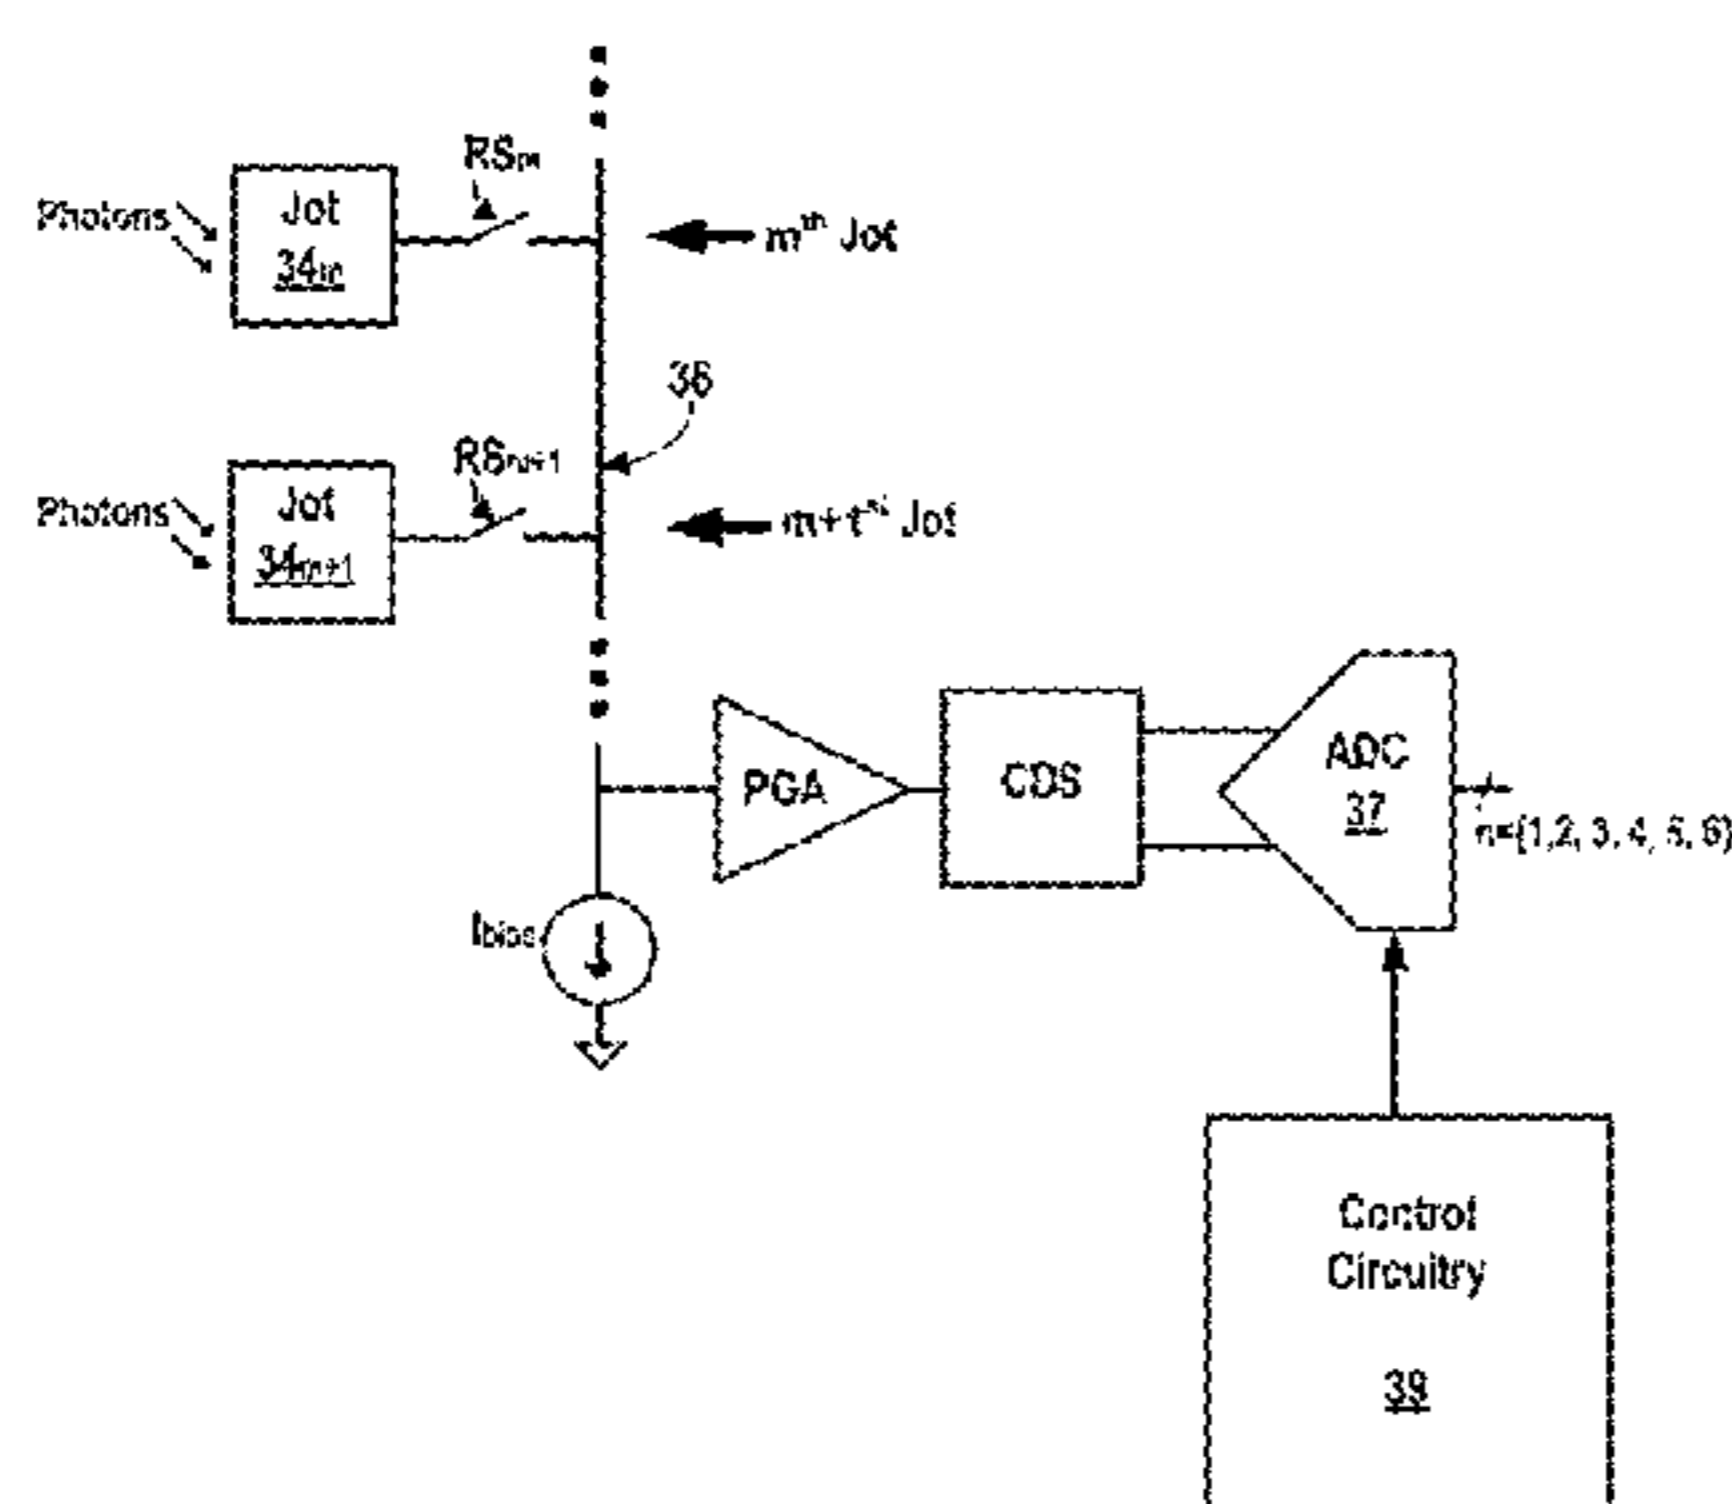 RSm
Photons
Jot
34m
mth Jot
36
RSm+1
Photons
Jot
34m+1
m+1st Jot
PGA
CDS
ADC
37
n={1,2, 3, 4, 5, 6}
Ibias
Control
Circuitry
39